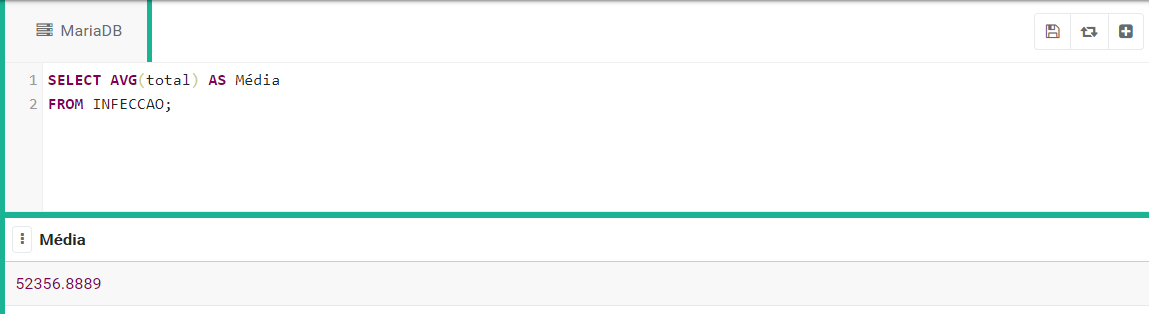 MariaDB
1 SELECT AVG(total) AS Média
2 FROM INFECCAO;
Média
52356.8889